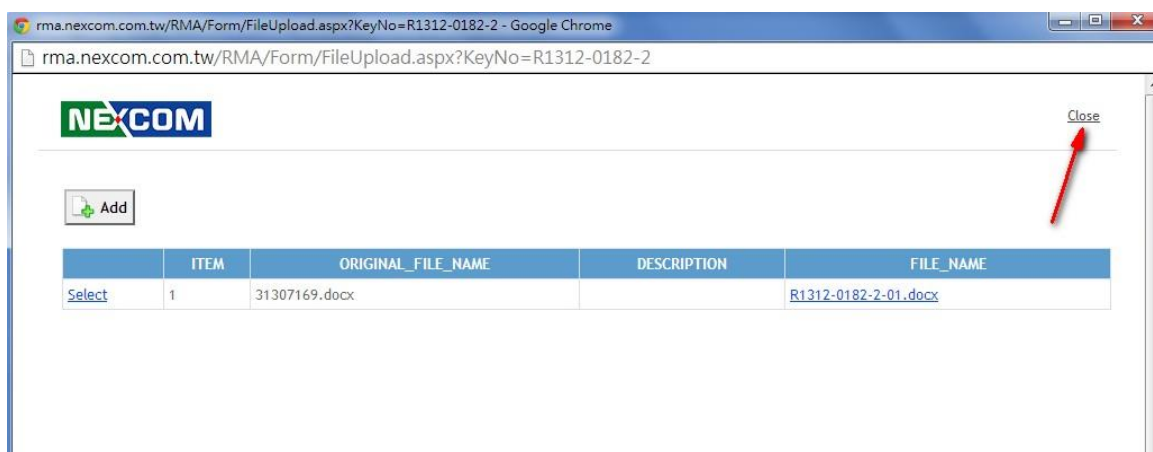 rma.nexcom.com.tw/RMA/Form/FileUpload.aspx?KeyNo=R1312-0182-2 - Google Chrome
rma.nexcom.com.tw/RMA/Form/FileUpload.aspx?KeyNo=R1312-0182-2
NEXCOM
Close
Add
ITEM ORIGINAL_FILE_NAME DESCRIPTION FILE_NAME
Select 1 31307169.docx R1312-0182-2-01.docx